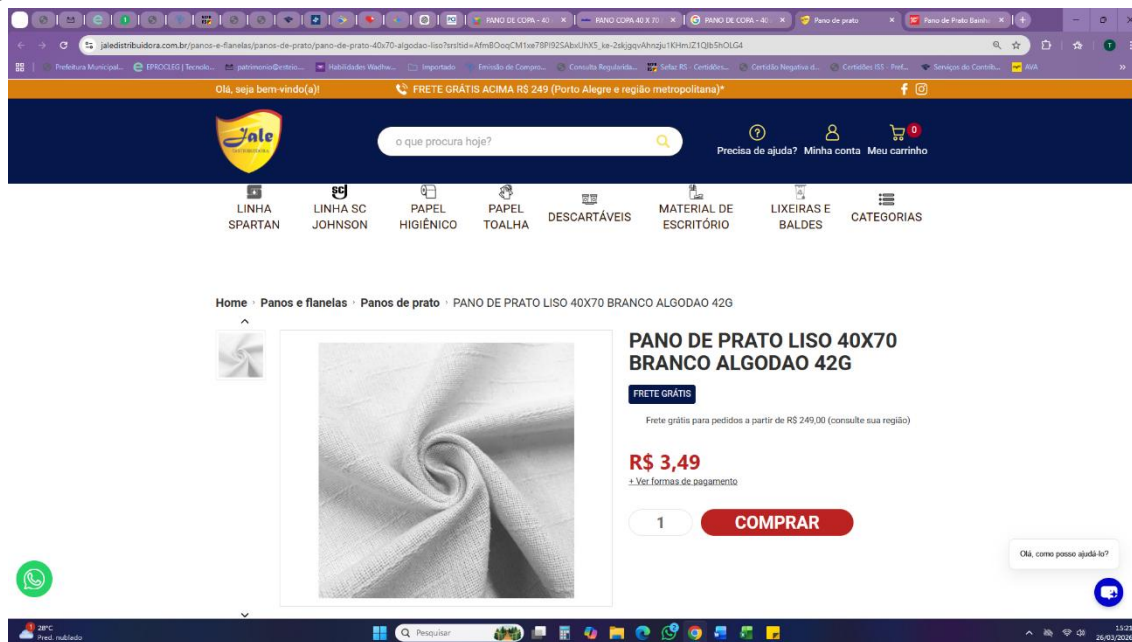 PANO DE COPA - 40
PANO COPA 40 X 70
PANO DE COPA - 40
Pano de prato
Pano de Prato Bainha
jaledistribuidora.com.br/panos-e-flanelas/panos-de-prato/pano-de-prato-40x70-algodao-liso?srsltid=
Prefeitura Municipal...
EPROCLEG | Tecnolo...
Habilidades Wadhw...
Importado
Emissão de Compro...
Consulta Regularida...
Sefaz RS - Certidões...
Certidão Negativa d...
Certidões ISS - Pref...
Serviços do Contrib...
AVA
Olá, seja bem-vindo(a)!
FRETE GRÁTIS ACIMA R$ 249 (Porto Alegre e região metropolitana)*
Jale
o que procura hoje?
Precisa de ajuda?
Minha conta
0
Meu carrinho
LINHA
SPARTAN
scj
LINHA SC
JOHNSON
PAPEL
HIGIÊNICO
PAPEL
TOALHA
DESCARTÁVEIS
MATERIAL DE
ESCRITÓRIO
LIXEIRAS E
BALDES
CATEGORIAS
Home Panos e flanelas Panos de prato PANO DE PRATO LISO 40X70 BRANCO ALGODAO 42G
PANO DE PRATO LISO 40X70
BRANCO ALGODAO 42G
FRETE GRÁTIS
Frete grátis para pedidos a partir de R$ 249,00 (consulte sua região)
R$ 3,49
+ Ver formas de pagamento
1
COMPRAR
Olá, como posso ajudá-lo?
28°C
Pred. nublado
Pesquisar
15:21
26/03/2026